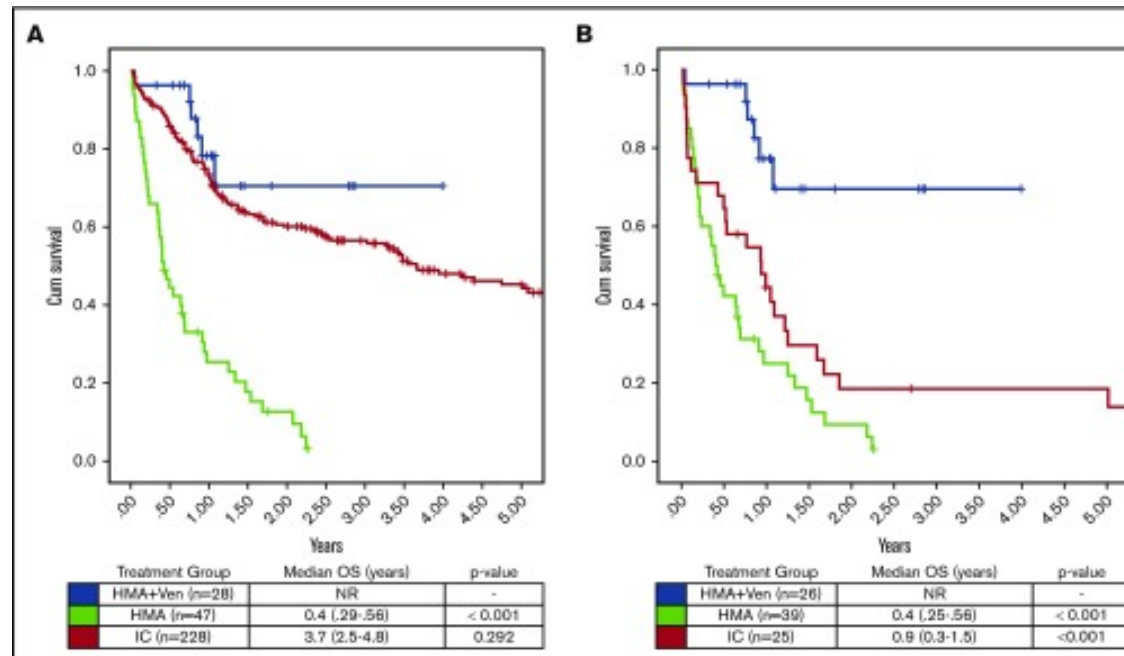 A
1.0
0.8
0.6
0.4
0.2
0.0
Cum survival
.00 .50 1.00 1.50 2.00 2.50 3.00 3.50 4.00 4.50 5.00
Years
Treatment Group Median OS (years) p-value
HMA+Ven (n=28) NR -
HMA (n=47) 0.4 (.29-.56) < 0.001
IC (n=228) 3.7 (2.5-4.8) 0.292
B
1.0
0.8
0.6
0.4
0.2
0.0
Cum survival
.00 .50 1.00 1.50 2.00 2.50 3.00 3.50 4.00 4.50 5.00
Years
Treatment Group Median OS (years) p-value
HMA+Ven (n=26) NR -
HMA (n=39) 0.4 (.25-.56) < 0.001
IC (n=25) 0.9 (0.3-1.5) <0.001